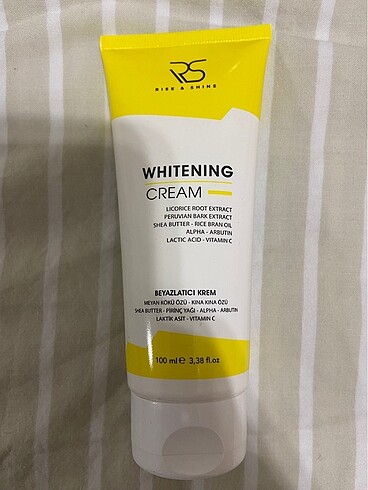 RS
RISE & SHINE
WHITENING
CREAM
LICORICE ROOT EXTRACT
PERUVIAN BARK EXTRACT
SHEA BUTTER - RICE BRAN OIL
ALPHA - ARBUTIN
LACTIC ACID - VITAMIN C
BEYAZLATICI KREM
MEYAN KÖKÜ ÖZÜ - KINA KINA ÖZÜ
SHEA BUTTER - PİRİNÇ YAĞI - ALPHA - ARBUTIN
LAKTİK ASİT - VITAMIN C
100 ml ℮ 3,38 fl.oz